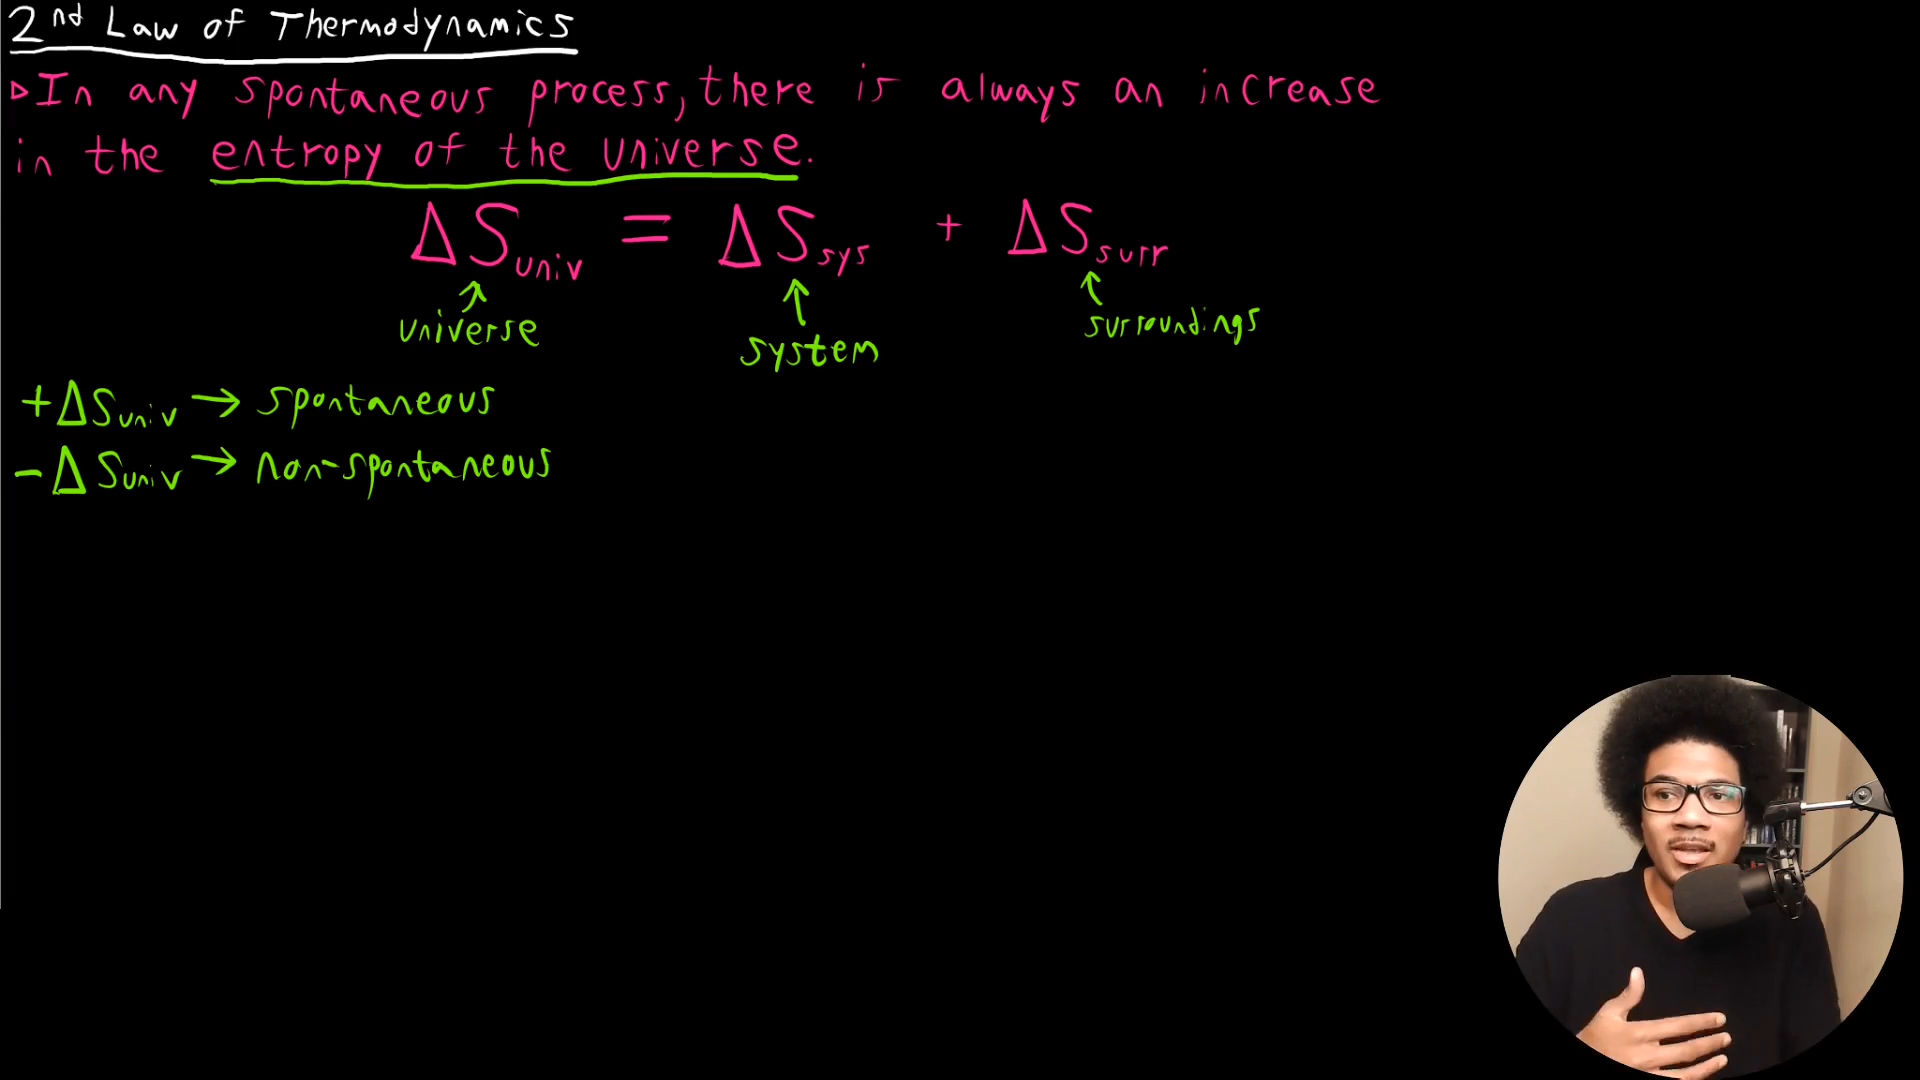 2nd Law of Thermodynamics
▹In any spontaneous process, there is always an increase
in the entropy of the universe.
ΔSuniv = ΔSsys + ΔSsurr
universe
system
surroundings
+ΔSuniv → spontaneous
-ΔSuniv → non-spontaneous